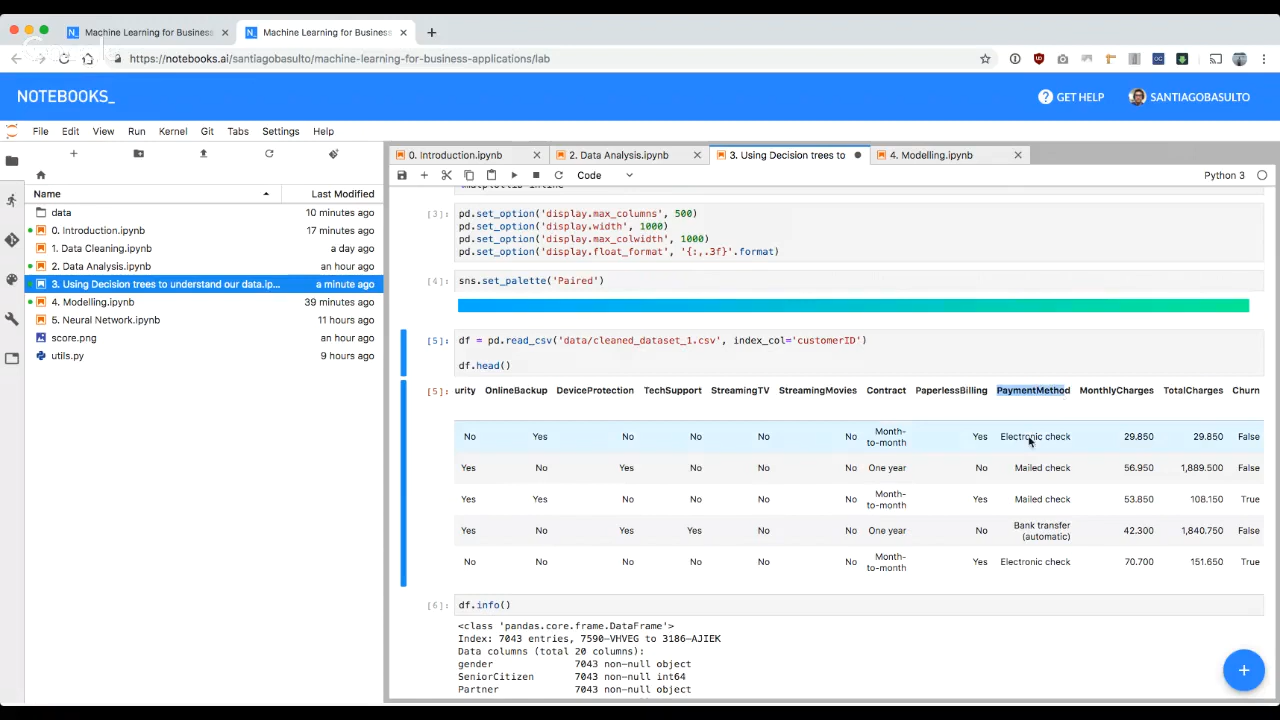 Machine Learning for Business
Machine Learning for Business
https://notebooks.ai/santiagobasulto/machine-learning-for-business-applications/lab
NOTEBOOKS_
GET HELP
SANTIAGOBASULTO
File Edit View Run Kernel Git Tabs Settings Help
0. Introduction.ipynb
2. Data Analysis.ipynb
3. Using Decision trees to
4. Modelling.ipynb
Code
Python 3
Name Last Modified
data 10 minutes ago
0. Introduction.ipynb 17 minutes ago
1. Data Cleaning.ipynb a day ago
2. Data Analysis.ipynb an hour ago
3. Using Decision trees to understand our data.ip... a minute ago
4. Modelling.ipynb 39 minutes ago
5. Neural Network.ipynb 11 hours ago
score.png an hour ago
utils.py 9 hours ago
%matplotlib inline
[3]: pd.set_option('display.max_columns', 500)
pd.set_option('display.width', 1000)
pd.set_option('display.max_colwidth', 1000)
pd.set_option('display.float_format', '{:,.3f}'.format)
[4]: sns.set_palette('Paired')
[5]: df = pd.read_csv('data/cleaned_dataset_1.csv', index_col='customerID')
df.head()
[5]: urity OnlineBackup DeviceProtection TechSupport StreamingTV StreamingMovies Contract PaperlessBilling PaymentMethod MonthlyCharges TotalCharges Churn
No Yes No No No No Month-to-month Yes Electronic check 29.850 29.850 False
Yes No Yes No No No One year No Mailed check 56.950 1,889.500 False
Yes Yes No No No No Month-to-month Yes Mailed check 53.850 108.150 True
Yes No Yes Yes No No One year No Bank transfer (automatic) 42.300 1,840.750 False
No No No No No No Month-to-month Yes Electronic check 70.700 151.650 True
[6]: df.info()
<class 'pandas.core.frame.DataFrame'>
Index: 7043 entries, 7590-VHVEG to 3186-AJIEK
Data columns (total 20 columns):
gender 7043 non-null object
SeniorCitizen 7043 non-null int64
Partner 7043 non-null object